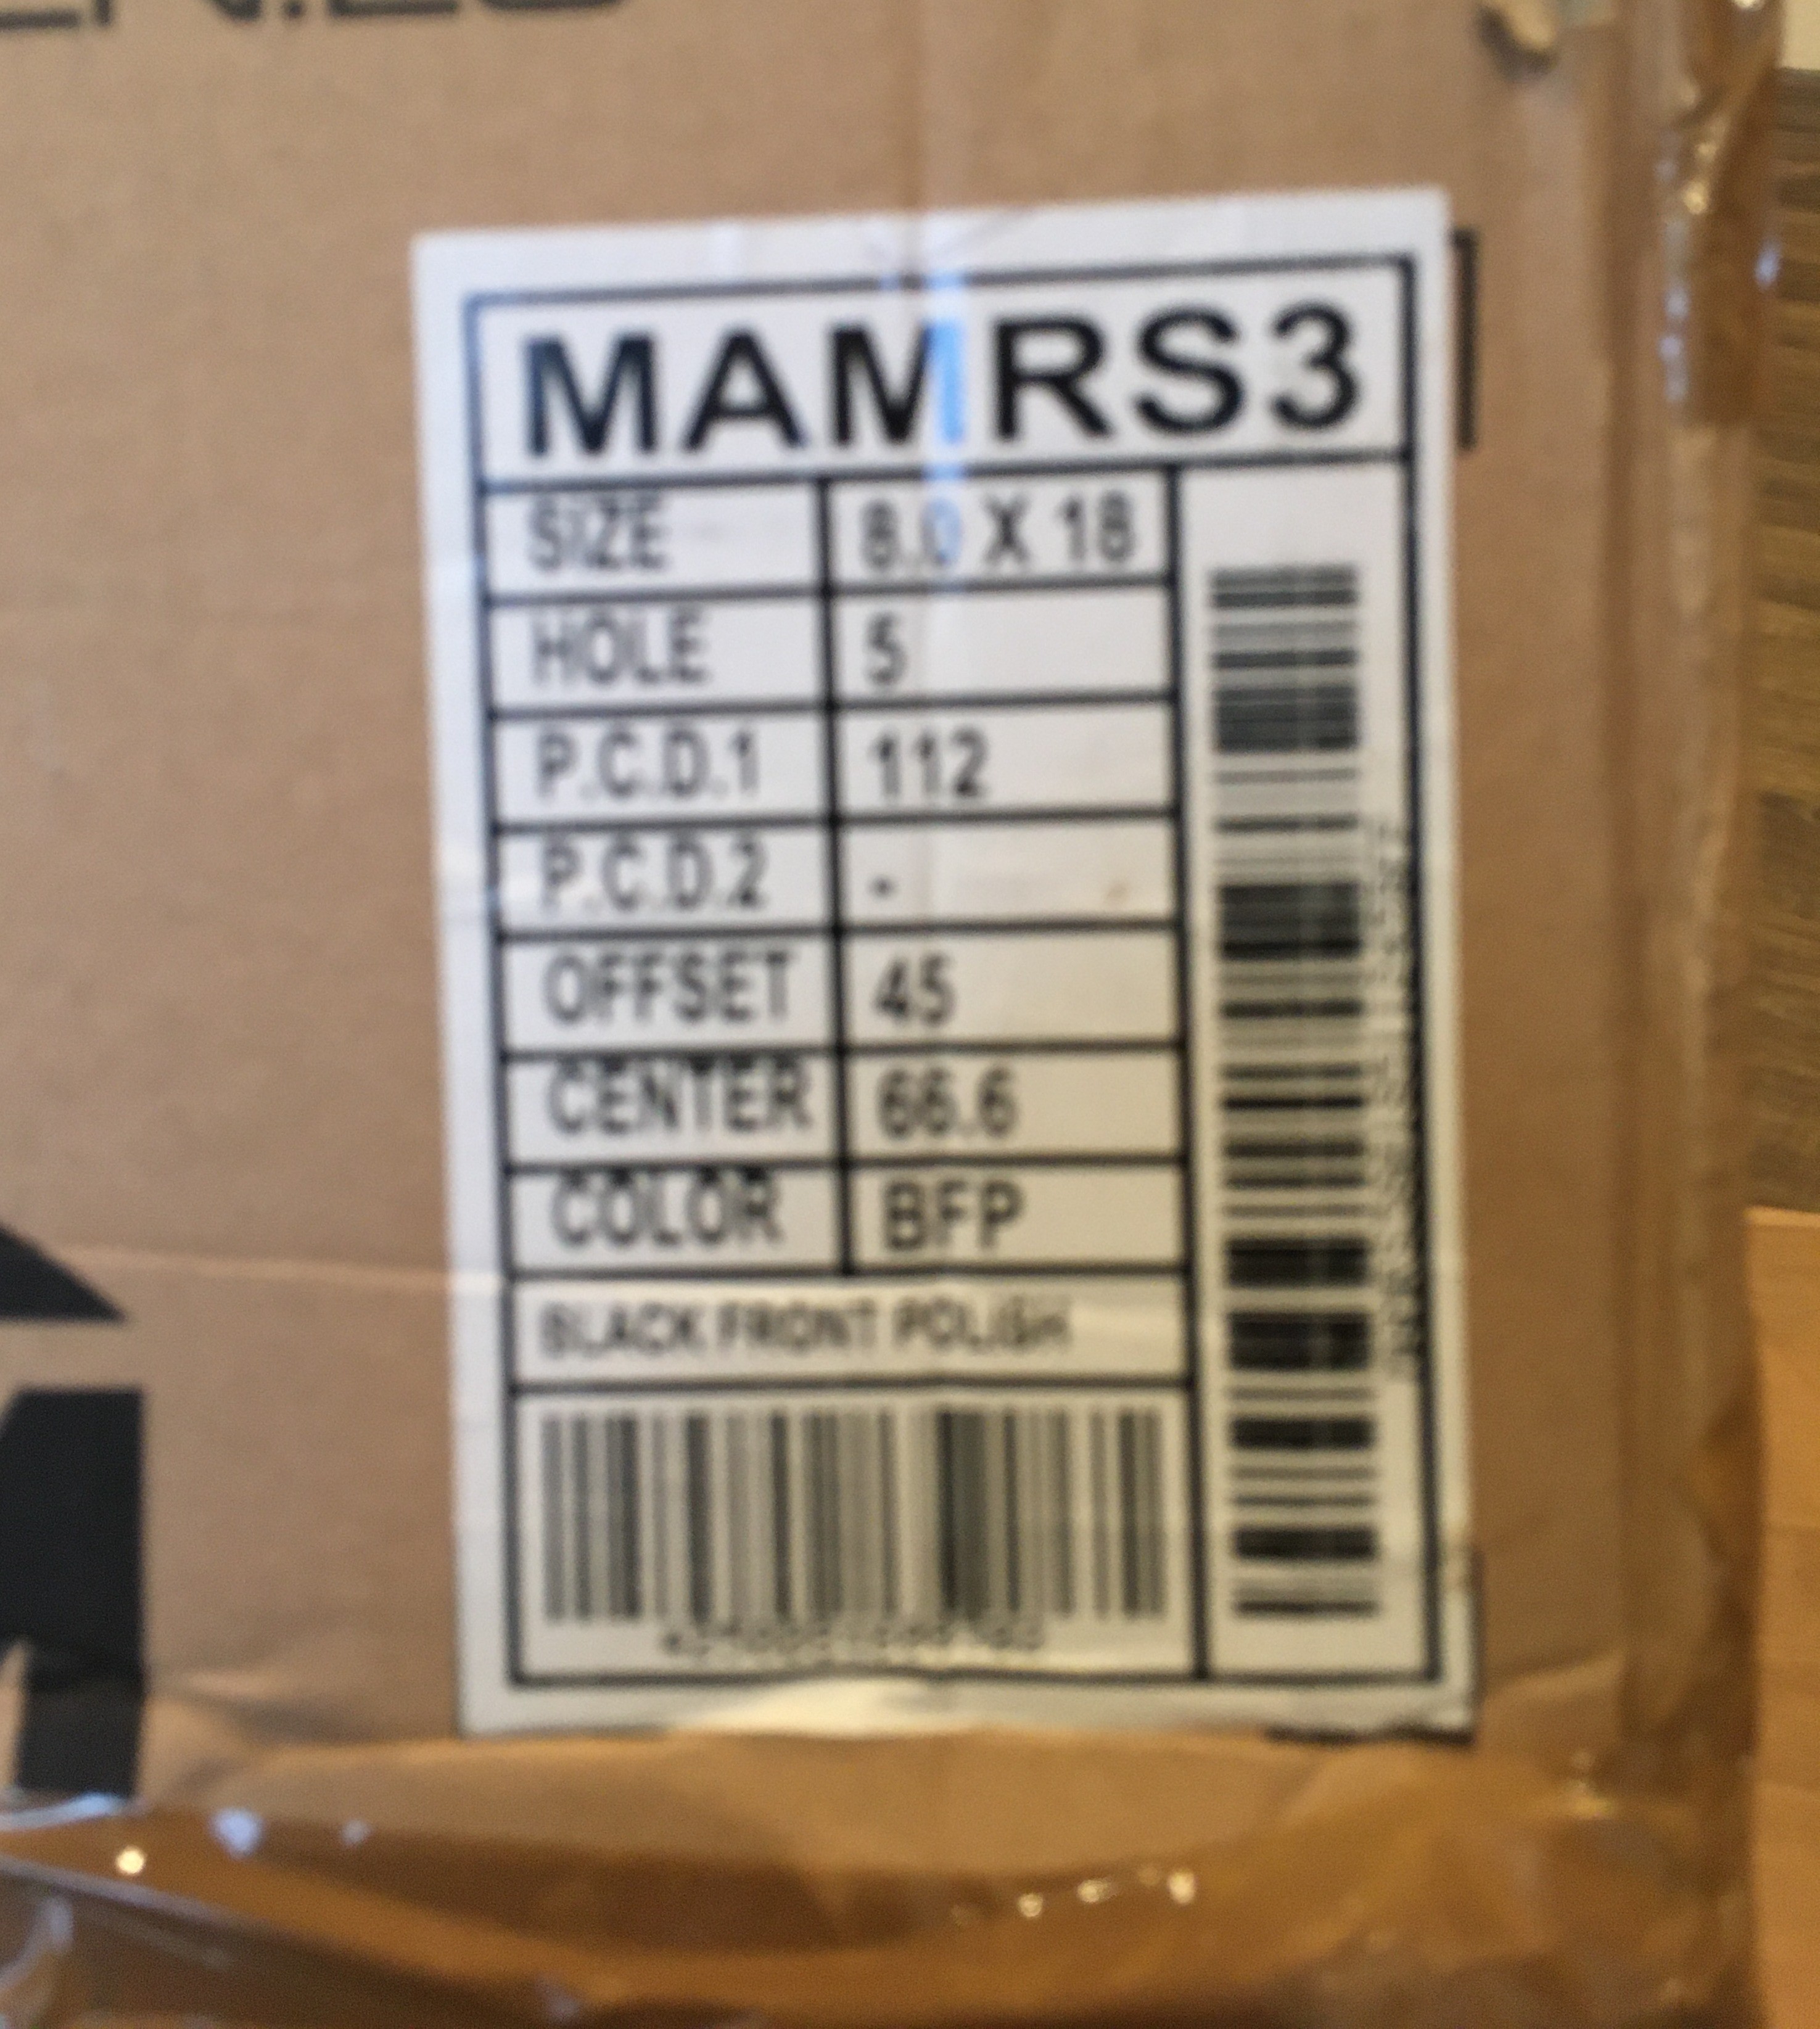 MAMRS3
SIZE 8.0 X 18
HOLE 5
P.C.D.1 112
P.C.D.2 -
OFFSET 45
CENTER 66.6
COLOR BFP
BLACK FRONT POLISH